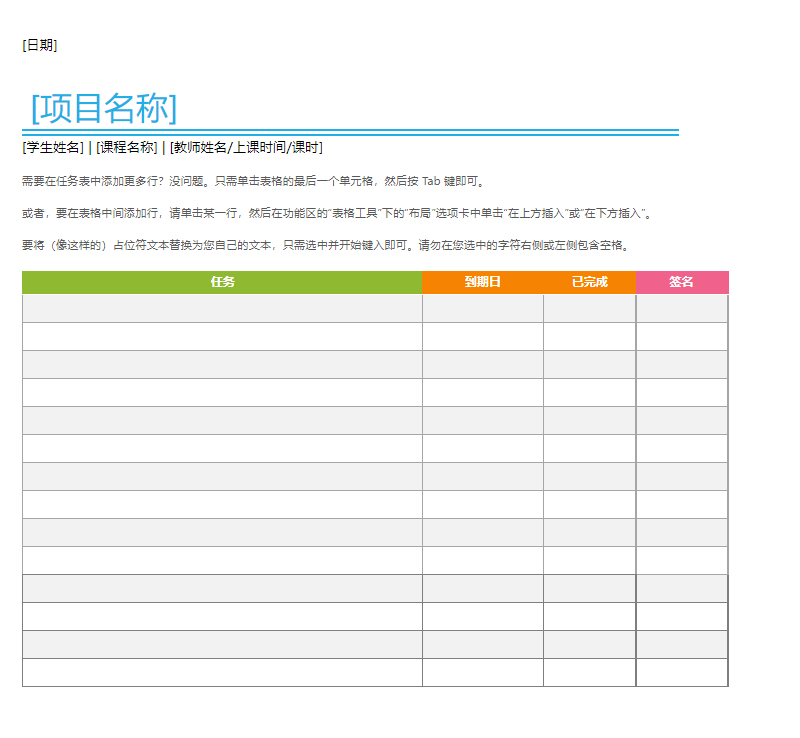 [日期]
[项目名称]
[学生姓名] | [课程名称] | [教师姓名/上课时间/课时]
需要在任务表中添加更多行？没问题。只需单击表格的最后一个单元格，然后按 Tab 键即可。
或者，要在表格中间添加行，请单击某一行，然后在功能区的“表格工具”下的“布局”选项卡中单击“在上方插入”或“在下方插入”。
要将（像这样的）占位符文本替换为您自己的文本，只需选中并开始键入即可。请勿在您选中的字符右侧或左侧包含空格。
任务 到期日 已完成 签名